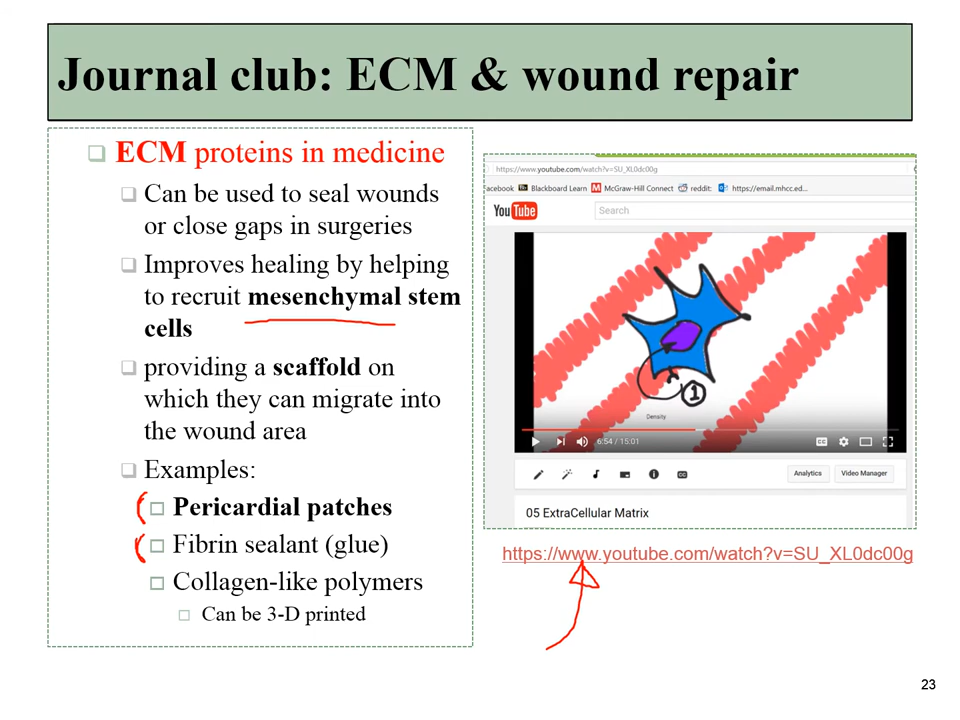 Journal club: ECM & wound repair
ECM proteins in medicine
Can be used to seal wounds
or close gaps in surgeries
Improves healing by helping
to recruit mesenchymal stem
cells
providing a scaffold on
which they can migrate into
the wound area
Examples:
Pericardial patches
Fibrin sealant (glue)
Collagen-like polymers
Can be 3-D printed
https://www.youtube.com/watch?v=SU_XL0dc00g
acebook Blackboard Learn McGraw-Hill Connect reddit: https://email.mhcc.ed...
YouTube Search
1
Density
6:54 / 15:01
Analytics Video Manager
05 ExtraCellular Matrix
https://www.youtube.com/watch?v=SU_XL0dc00g
23